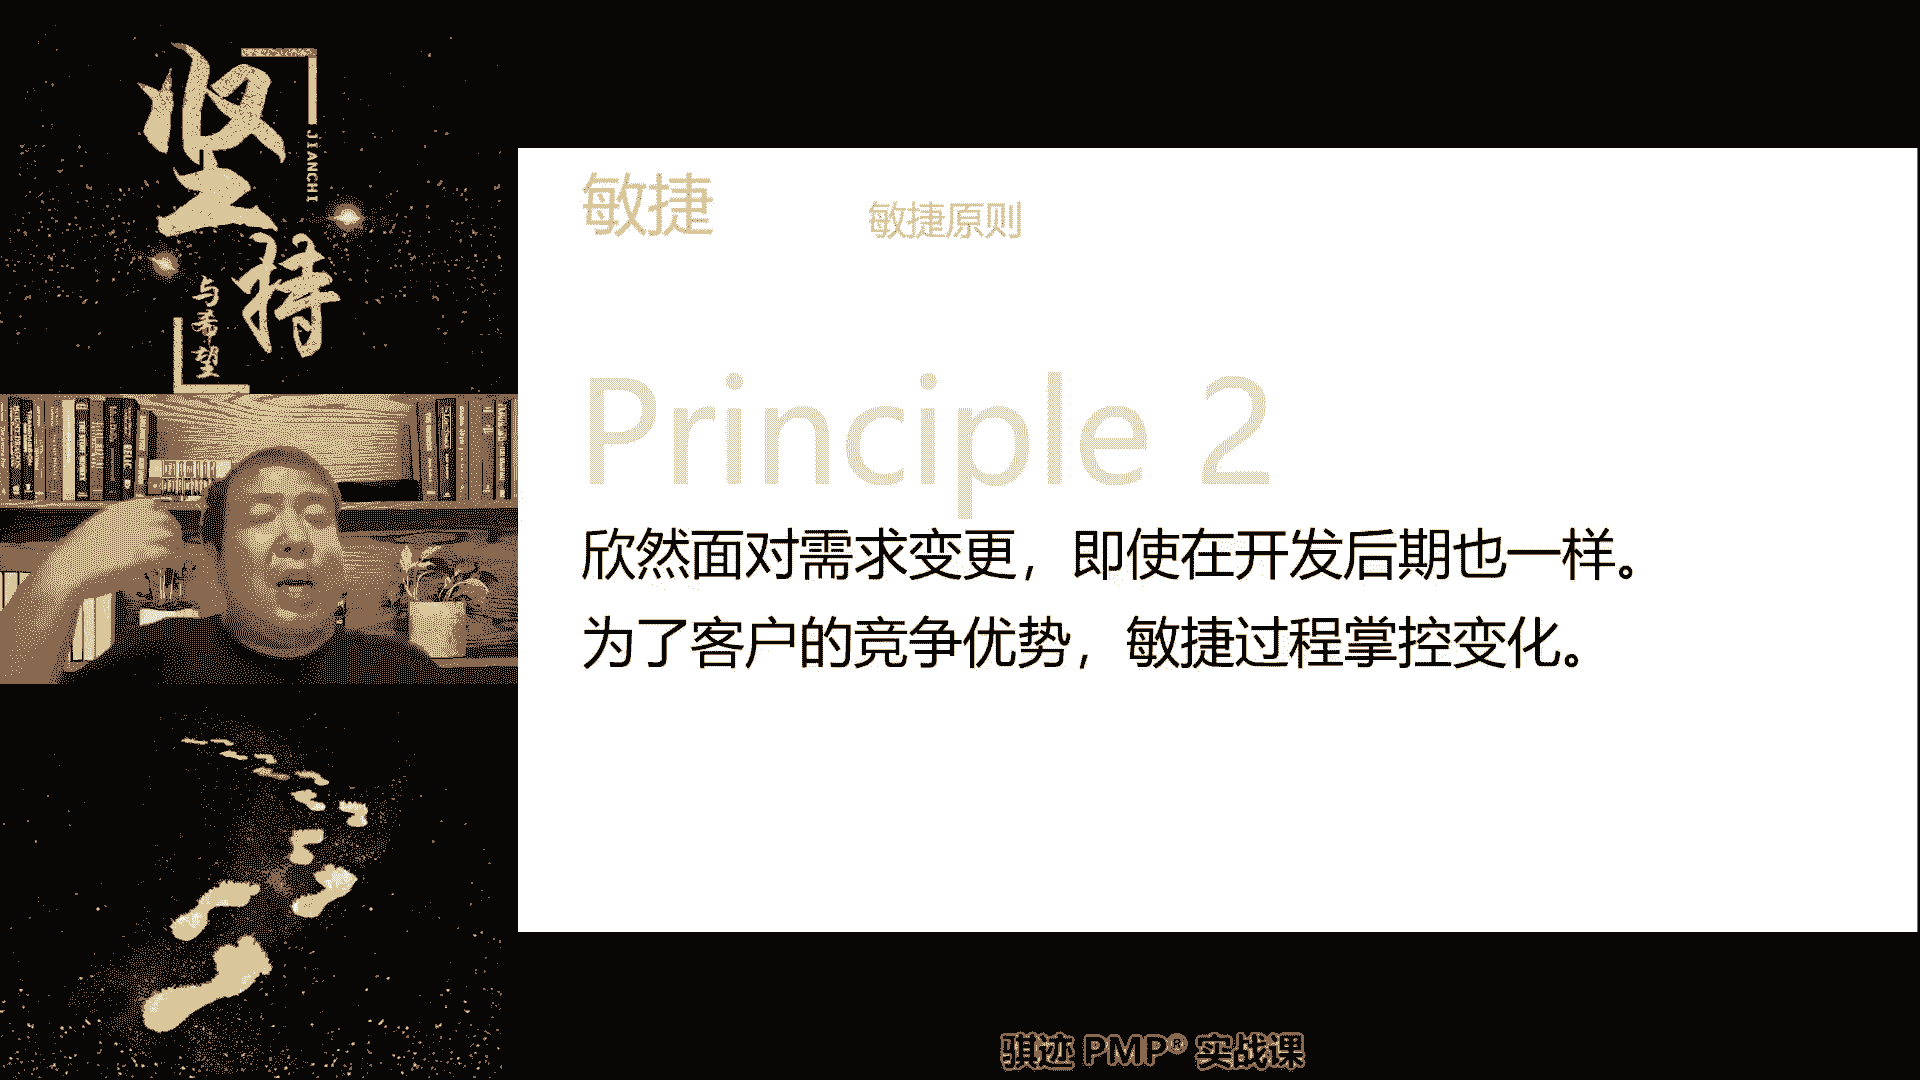 坚持
JIANCHI
与希望
敏捷
敏捷原则
Principle 2
欣然面对需求变更，即使在开发后期也一样。
为了客户的竞争优势，敏捷过程掌控变化。
骐迹 PMP® 实战课